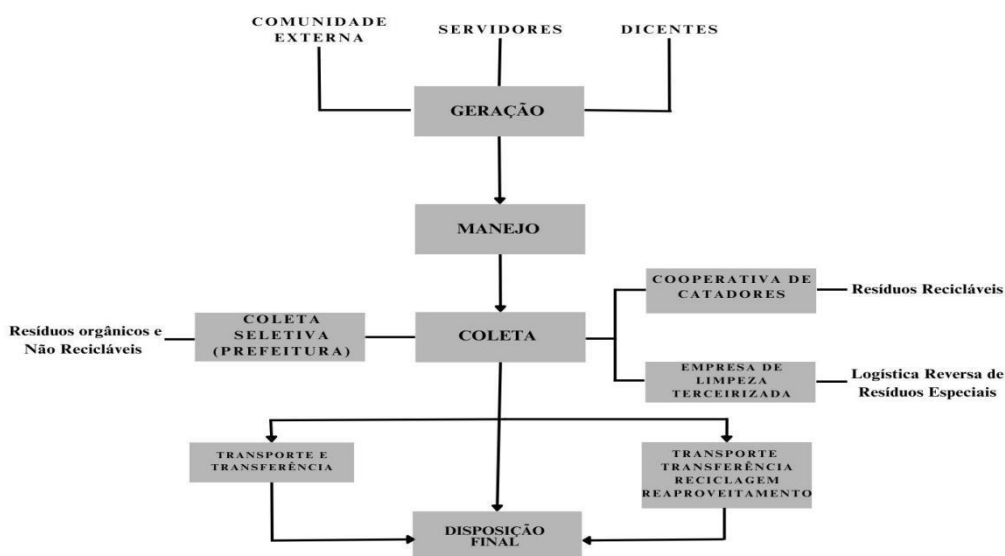 COMUNIDADE
EXTERNA
SERVIDORES
DICENTES
GERAÇÃO
MANEJO
COOPERATIVA DE
CATADORES
Resíduos Recicláveis
Resíduos orgânicos e
Não Recicláveis
COLETA
SELETIVA
(PREFEITURA)
COLETA
EMPRESA DE
LIMPEZA
TERCEIRIZADA
Logística Reversa de
Resíduos Especiais
TRANSPORTE E
TRANSFERÊNCIA
TRANSPORTE
TRANSFERÊNCIA
RECICLAGEM
REAPROVEITAMENTO
DISPOSIÇÃO
FINAL